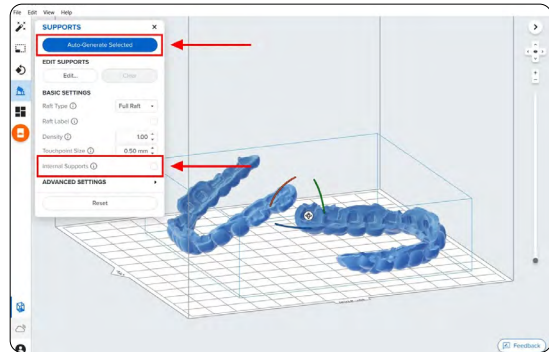 File Edit View Help
SUPPORTS
Auto-Generate Selected
EDIT SUPPORTS
Edit...
Clear
BASIC SETTINGS
Raft Type
Full Raft
Raft Label
Density
1.00
Touchpoint Size
0.50 mm
Internal Supports
ADVANCED SETTINGS
Reset
Feedback